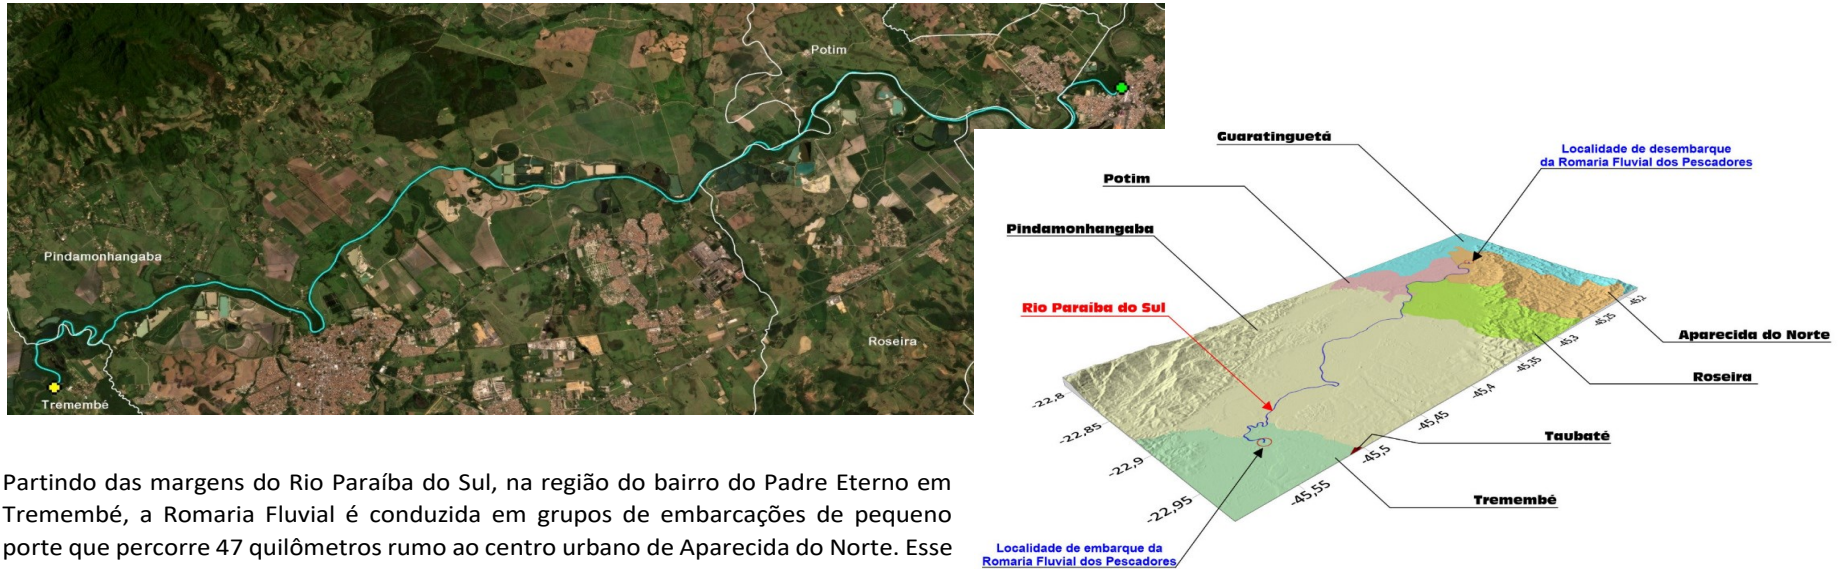 Potim
Pindamonhangaba
Roseira
Tremembé
Guaratinguetá
Localidade de desembarque
da Romaria Fluvial dos Pescadores
Potim
Pindamonhangaba
Rio Paraíba do Sul
Aparecida do Norte
Roseira
Taubaté
Tremembé
-22,8
-22,85
-22,9
-22,95
-45,55
-45,5
-45,45
-45,4
-45,35
-45,3
-45,25
-45,2
Localidade de embarque da
Romaria Fluvial dos Pescadores
Partindo das margens do Rio Paraíba do Sul, na região do bairro do Padre Eterno em
Tremembé, a Romaria Fluvial é conduzida em grupos de embarcações de pequeno
porte que percorre 47 quilômetros rumo ao centro urbano de Aparecida do Norte. Esse